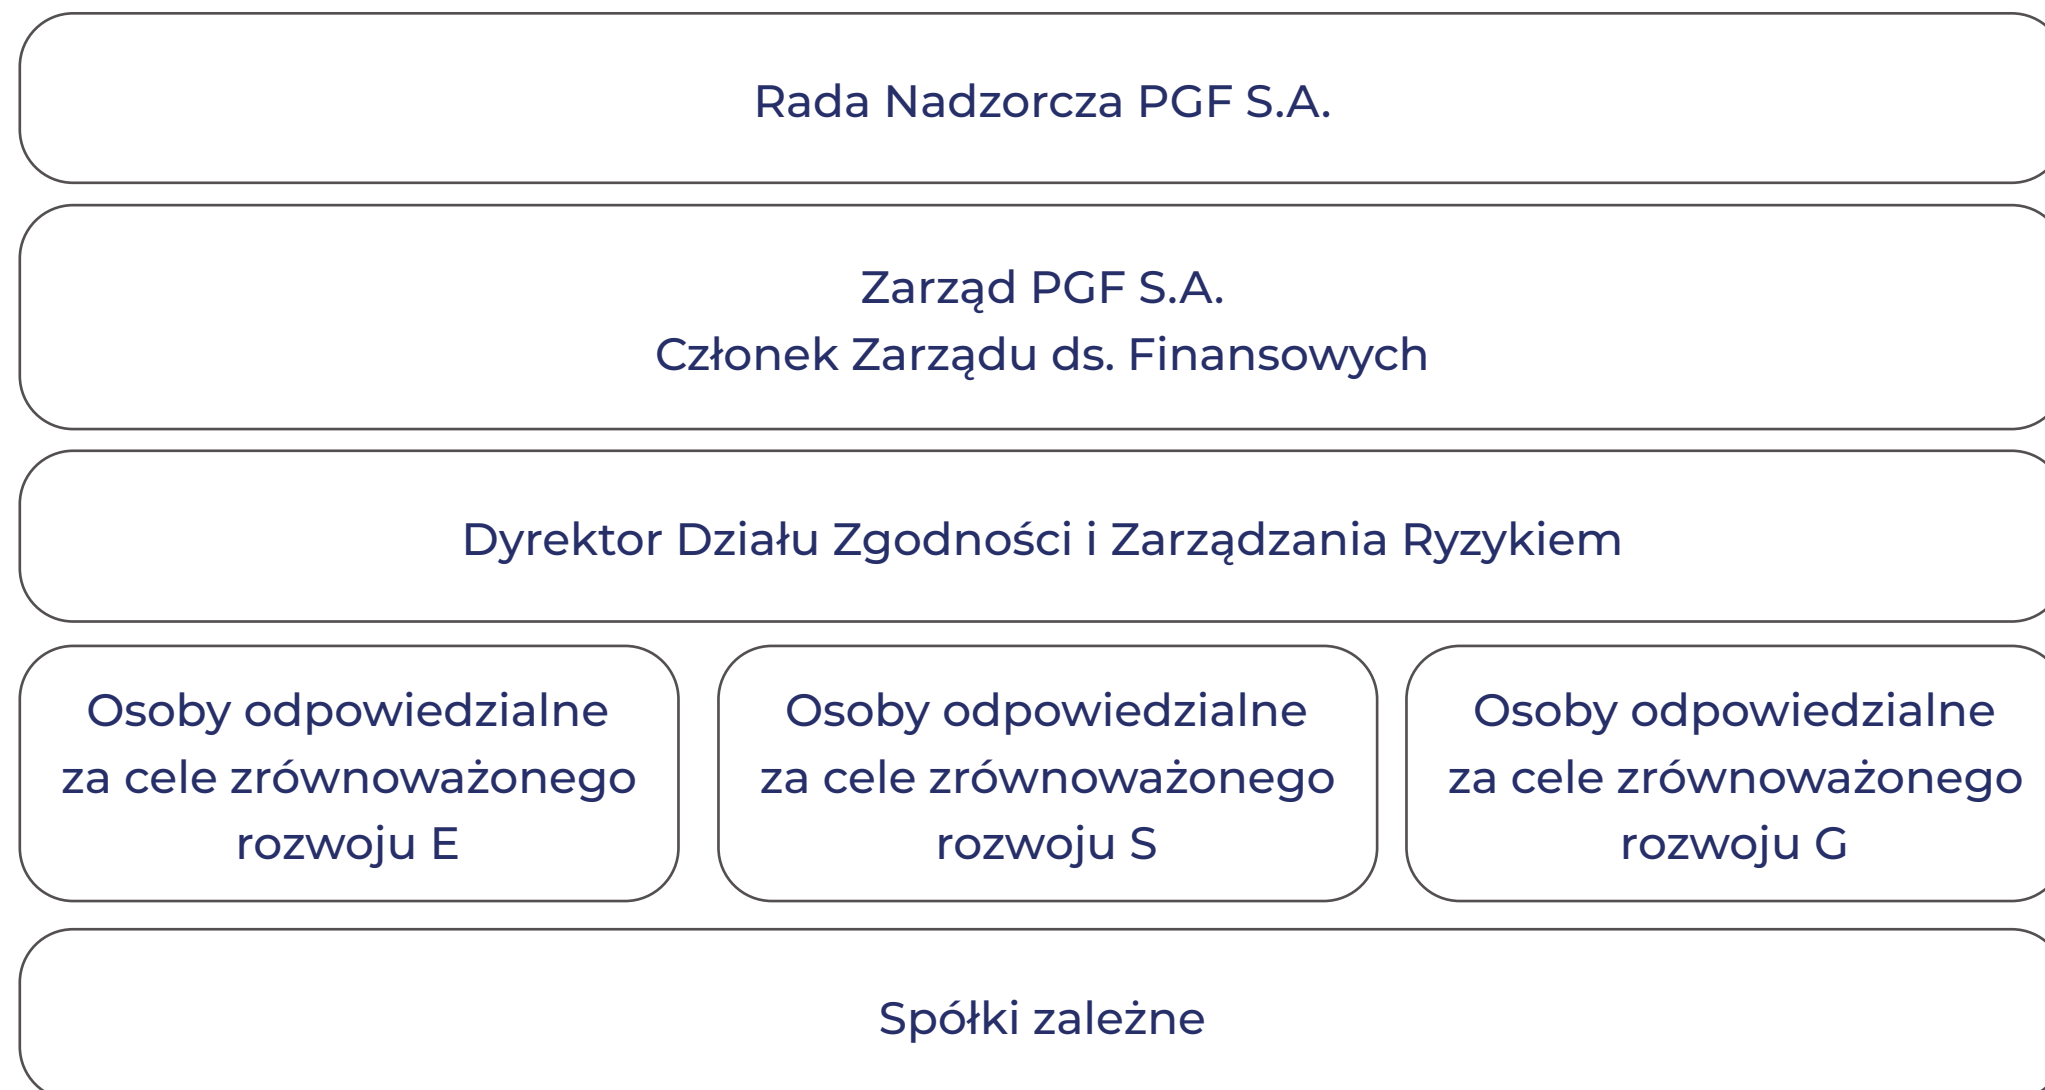 Rada Nadzorcza PGF S.A.
Zarząd PGF S.A.
Członek Zarządu ds. Finansowych
Dyrektor Działu Zgodności i Zarządzania Ryzykiem
Osoby odpowiedzialne
za cele zrównoważonego
rozwoju E
Osoby odpowiedzialne
za cele zrównoważonego
rozwoju S
Osoby odpowiedzialne
za cele zrównoważonego
rozwoju G
Spółki zależne